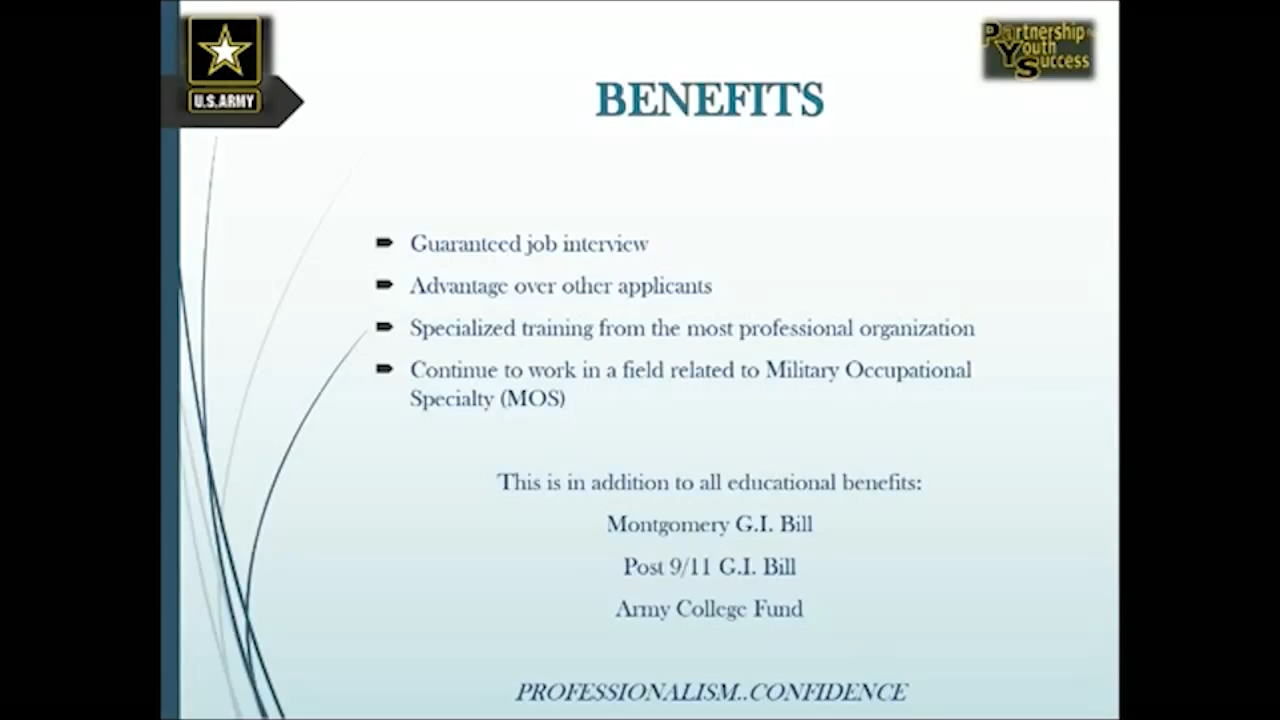 U.S. ARMY
Partnership
Youth
Success
BENEFITS
Guaranteed job interview
Advantage over other applicants
Specialized training from the most professional organization
Continue to work in a field related to Military Occupational
Specialty (MOS)
This is in addition to all educational benefits:
Montgomery G.I. Bill
Post 9/11 G.I. Bill
Army College Fund
PROFESSIONALISM..CONFIDENCE